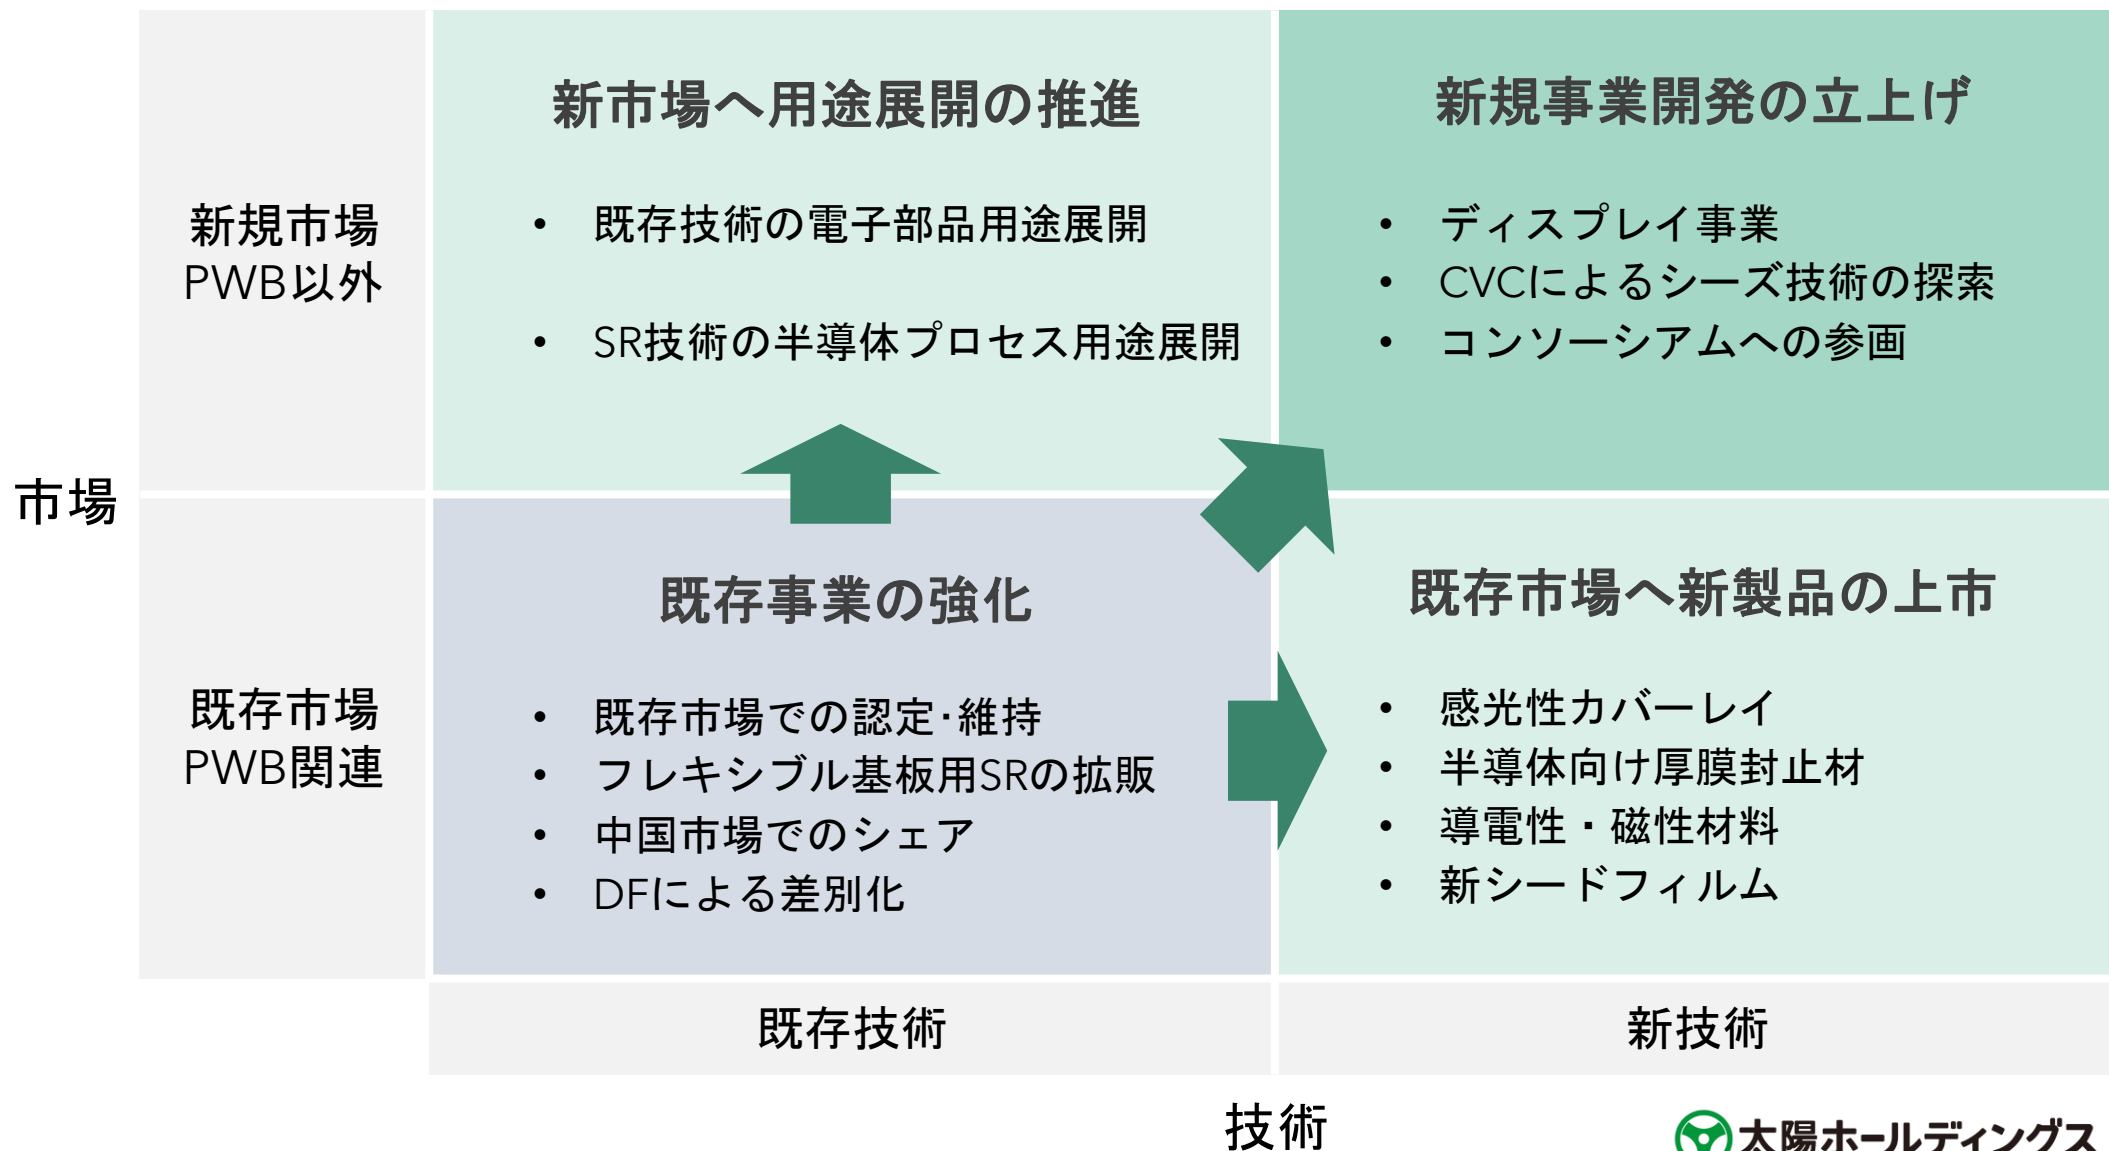 新市場へ用途展開の推進
• 既存技術の電子部品用途展開
• SR技術の半導体プロセス用途展開
新規事業開発の立上げ
• ディスプレイ事業
• CVCによるシーズ技術の探索
• コンソーシアムへの参画
新規市場
PWB以外
市場
既存市場
PWB関連
既存事業の強化
• 既存市場での認定･維持
• フレキシブル基板用SRの拡販
• 中国市場でのシェア
• DFによる差別化
既存市場へ新製品の上市
• 感光性カバーレイ
• 半導体向け厚膜封止材
• 導電性・磁性材料
• 新シードフィルム
既存技術
新技術
技術
太陽ホールディングス